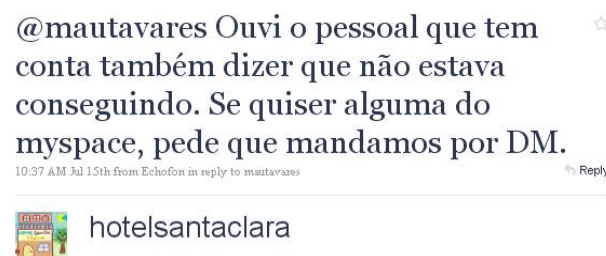 @mautavares Ouvi o pessoal que tem
conta também dizer que não estava
conseguindo. Se quiser alguma do
myspace, pede que mandamos por DM.
10:37 AM Jul 15th from Echofon in reply to mautavares
Reply
hotelsantaclara